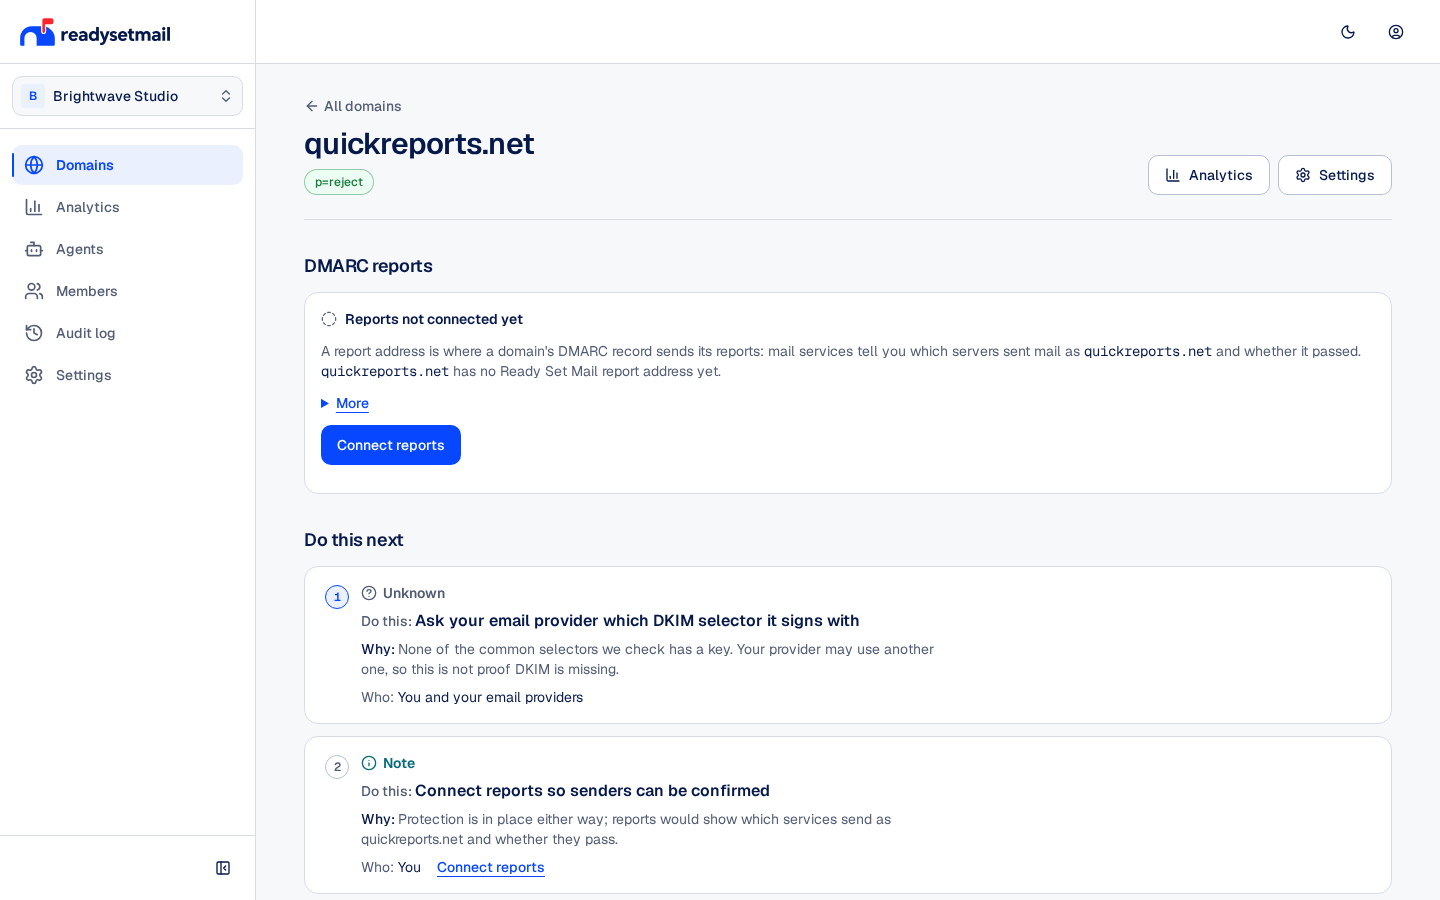 readysetmail
B Brightwave Studio
Domains
Analytics
Agents
Members
Audit log
Settings
All domains
quickreports.net
p=reject
Analytics
Settings
DMARC reports
Reports not connected yet
A report address is where a domain's DMARC record sends its reports: mail services tell you which servers sent mail as quickreports.net and whether it passed.
quickreports.net has no Ready Set Mail report address yet.
More
Connect reports
Do this next
1
Unknown
Do this: Ask your email provider which DKIM selector it signs with
Why: None of the common selectors we check has a key. Your provider may use another
one, so this is not proof DKIM is missing.
Who: You and your email providers
2
Note
Do this: Connect reports so senders can be confirmed
Why: Protection is in place either way; reports would show which services send as
quickreports.net and whether they pass.
Who: You Connect reports